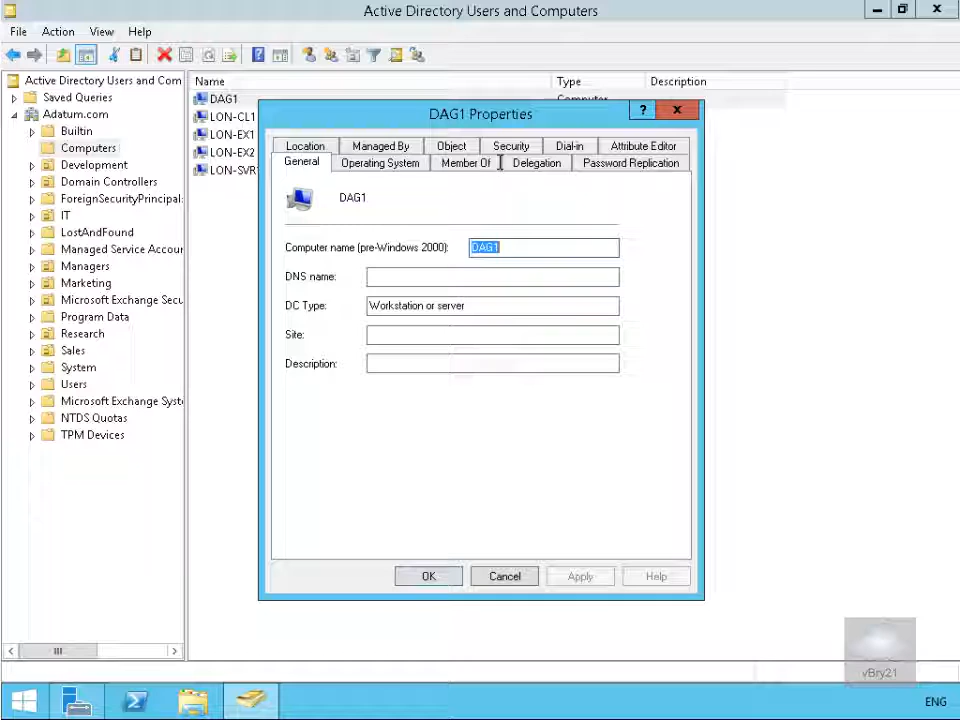 Active Directory Users and Computers
File Action View Help
Active Directory Users and Com
Saved Queries
Adatum.com
Builtin
Computers
Development
Domain Controllers
ForeignSecurityPrincipal:
IT
LostAndFound
Managed Service Accour
Managers
Marketing
Microsoft Exchange Secu
Program Data
Research
Sales
System
Users
Microsoft Exchange Syste
NTDS Quotas
TPM Devices
Name Type Description
DAG1 Computer
LON-CL1
LON-EX1
LON-EX2
LON-SVR1
DAG1 Properties
? x
Location Managed By Object Security Dial-in Attribute Editor
General Operating System Member Of Delegation Password Replication
DAG1
Computer name (pre-Windows 2000): DAG1
DNS name:
DC Type: Workstation or server
Site:
Description:
OK Cancel Apply Help
vBry21
ENG